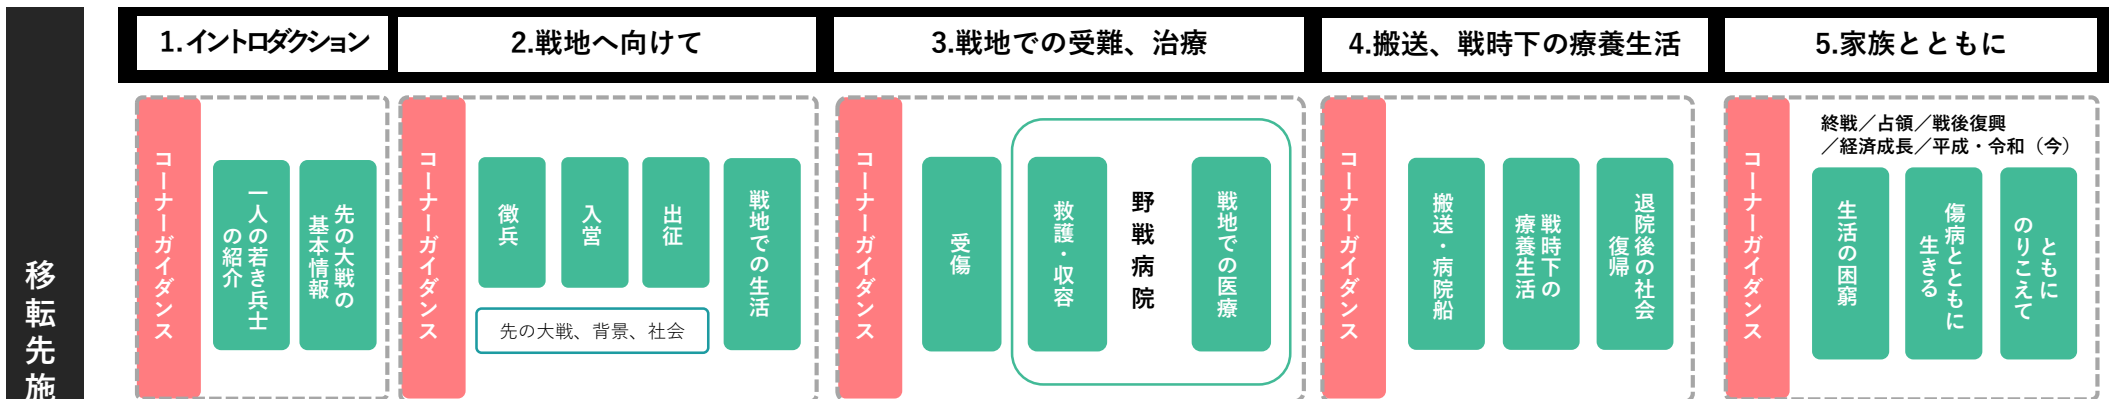 移転先施
1.イントロダクション
2.戦地へ向けて
3.戦地での受難、治療
4.搬送、戦時下の療養生活
5.家族とともに
コーナーガイダンス
一人の若き兵士
の紹介
先の大戦の
基本情報
コーナーガイダンス
徴兵
入営
出征
戦地での生活
先の大戦、背景、社会
コーナーガイダンス
受傷
救護・収容
野戦病院
戦地での医療
コーナーガイダンス
搬送・病院船
戦時下の
療養生活
退院後の社会
復帰
コーナーガイダンス
終戦／占領／戦後復興
／経済成長／平成・令和（今）
生活の困窮
傷病とともに
生きる
ともに
のりこえて